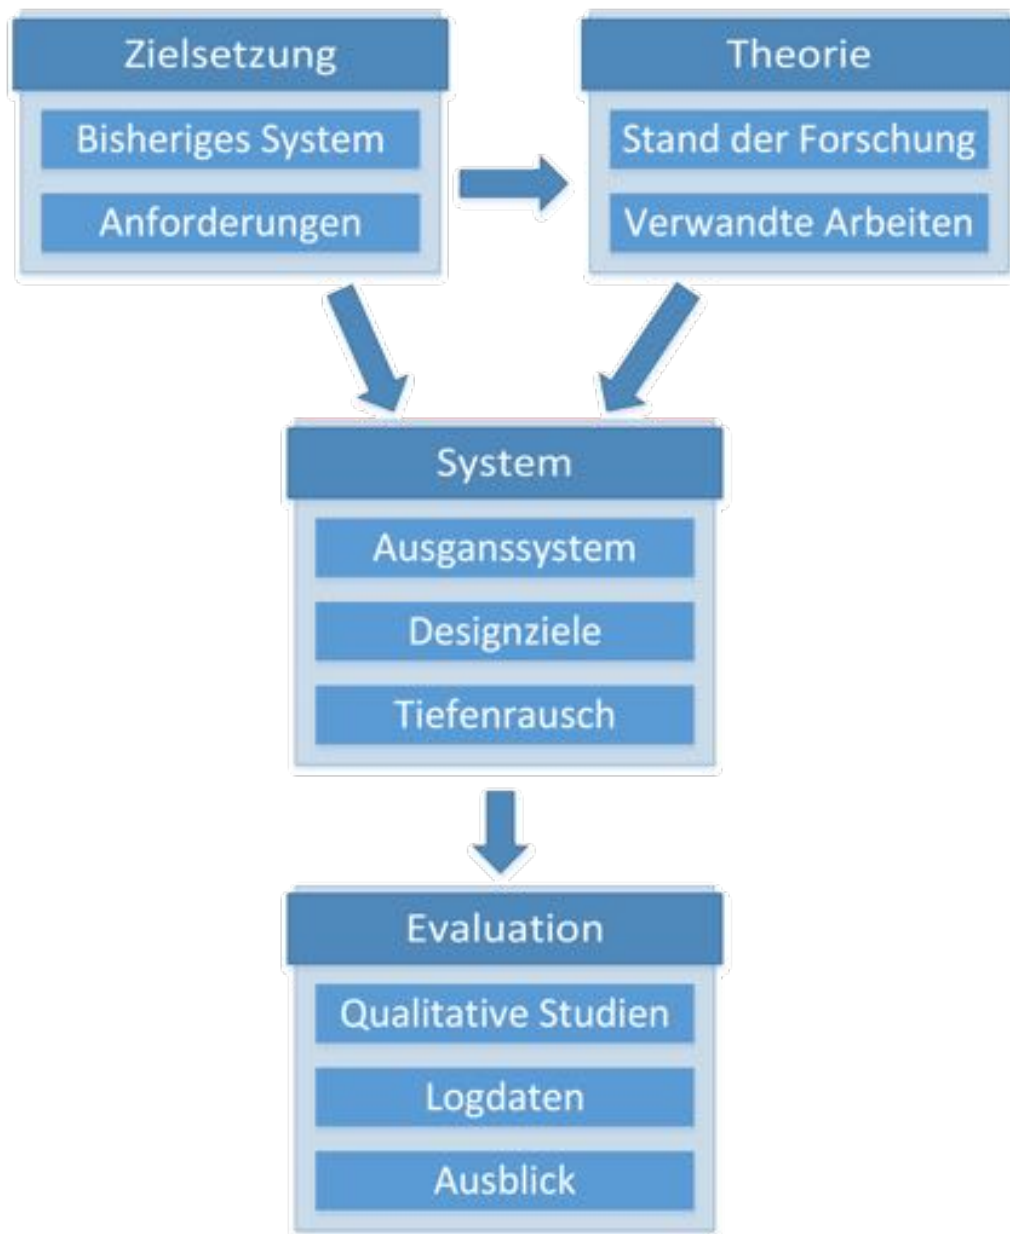 Zielsetzung
Bisheriges System
Anforderungen
Theorie
Stand der Forschung
Verwandte Arbeiten
System
Ausganssystem
Designziele
Tiefenrausch
Evaluation
Qualitative Studien
Logdaten
Ausblick